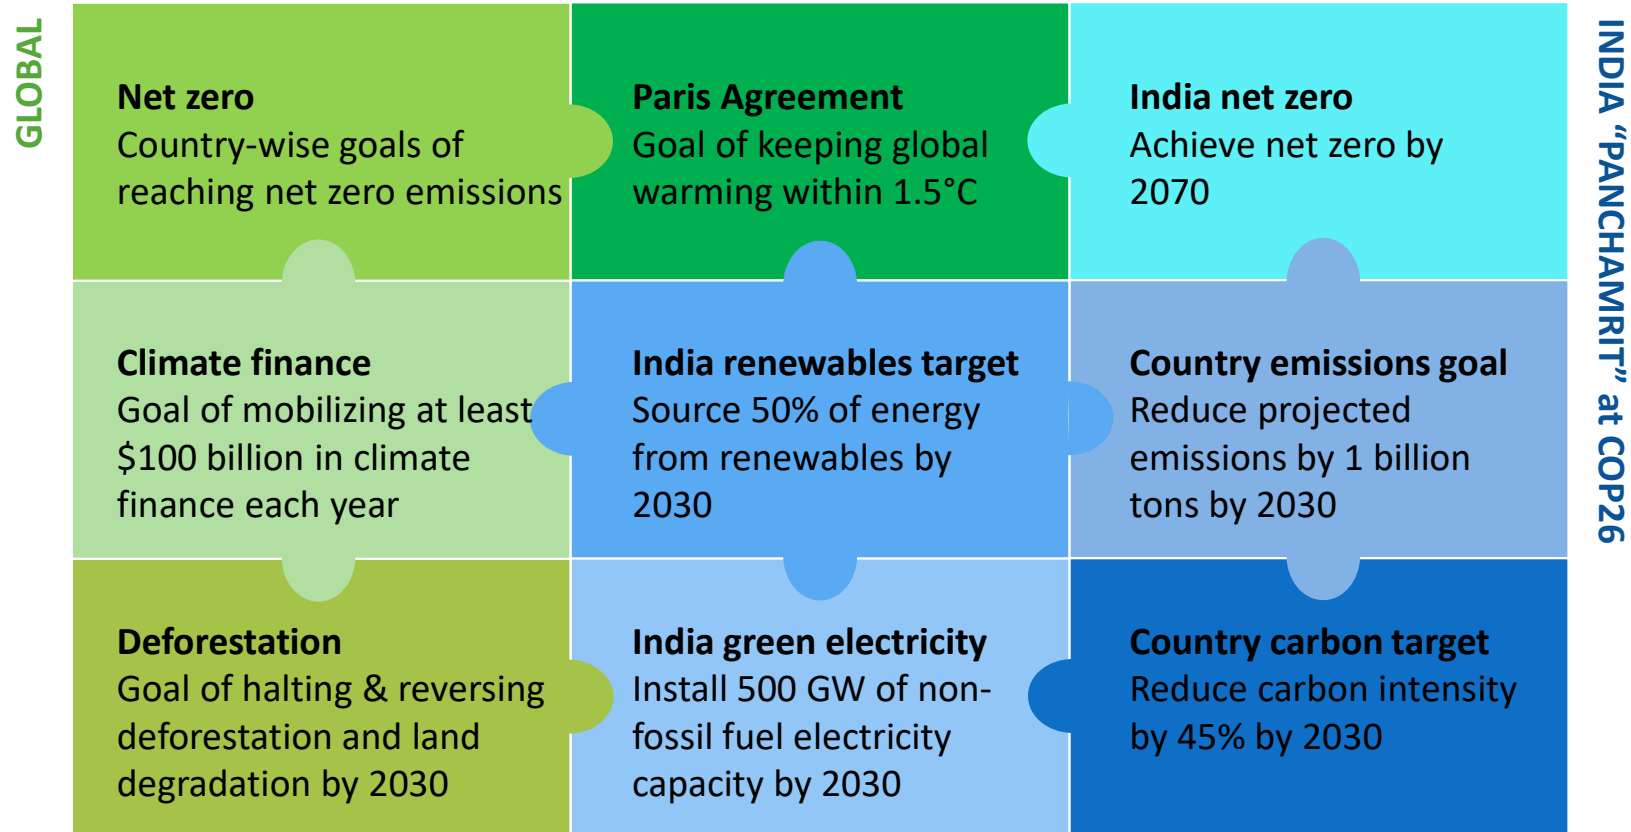 GLOBAL
Net zero
Country-wise goals of
reaching net zero emissions
Paris Agreement
Goal of keeping global
warming within 1.5°C
India net zero
Achieve net zero by
2070
Climate finance
Goal of mobilizing at least
$100 billion in climate
finance each year
India renewables target
Source 50% of energy
from renewables by
2030
Country emissions goal
Reduce projected
emissions by 1 billion
tons by 2030
Deforestation
Goal of halting & reversing
deforestation and land
degradation by 2030
India green electricity
Install 500 GW of non-
fossil fuel electricity
capacity by 2030
Country carbon target
Reduce carbon intensity
by 45% by 2030
INDIA “PANCHAMRIT” at COP26